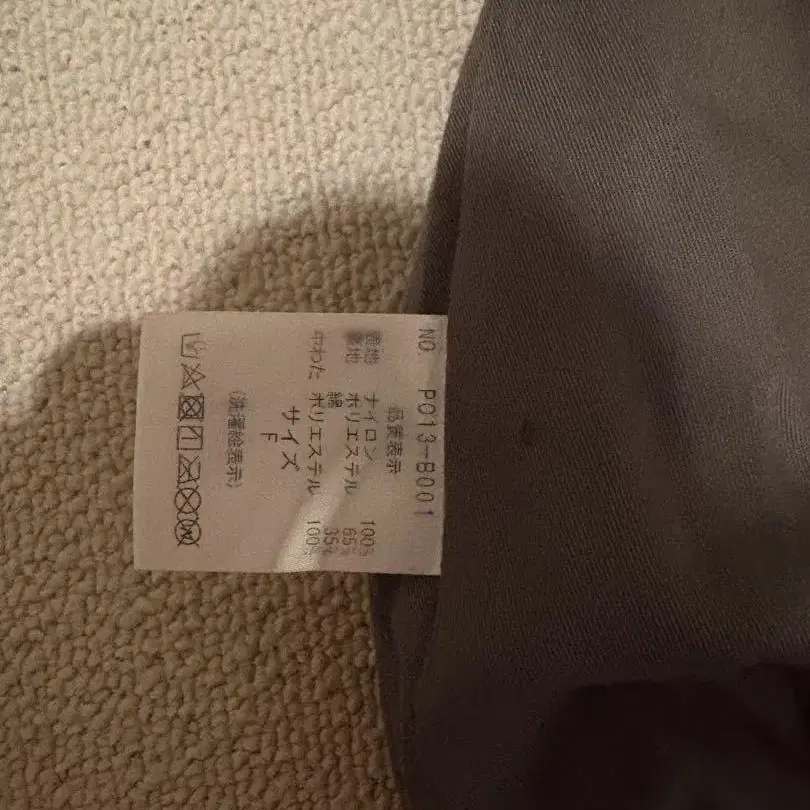 NO. P013-B001
品質表示
表地 ナイロン 100%
裏地 ポリエステル 65%
綿 35%
中わた ポリエステル 100%
サイズ
F
(洗濯絵表示)